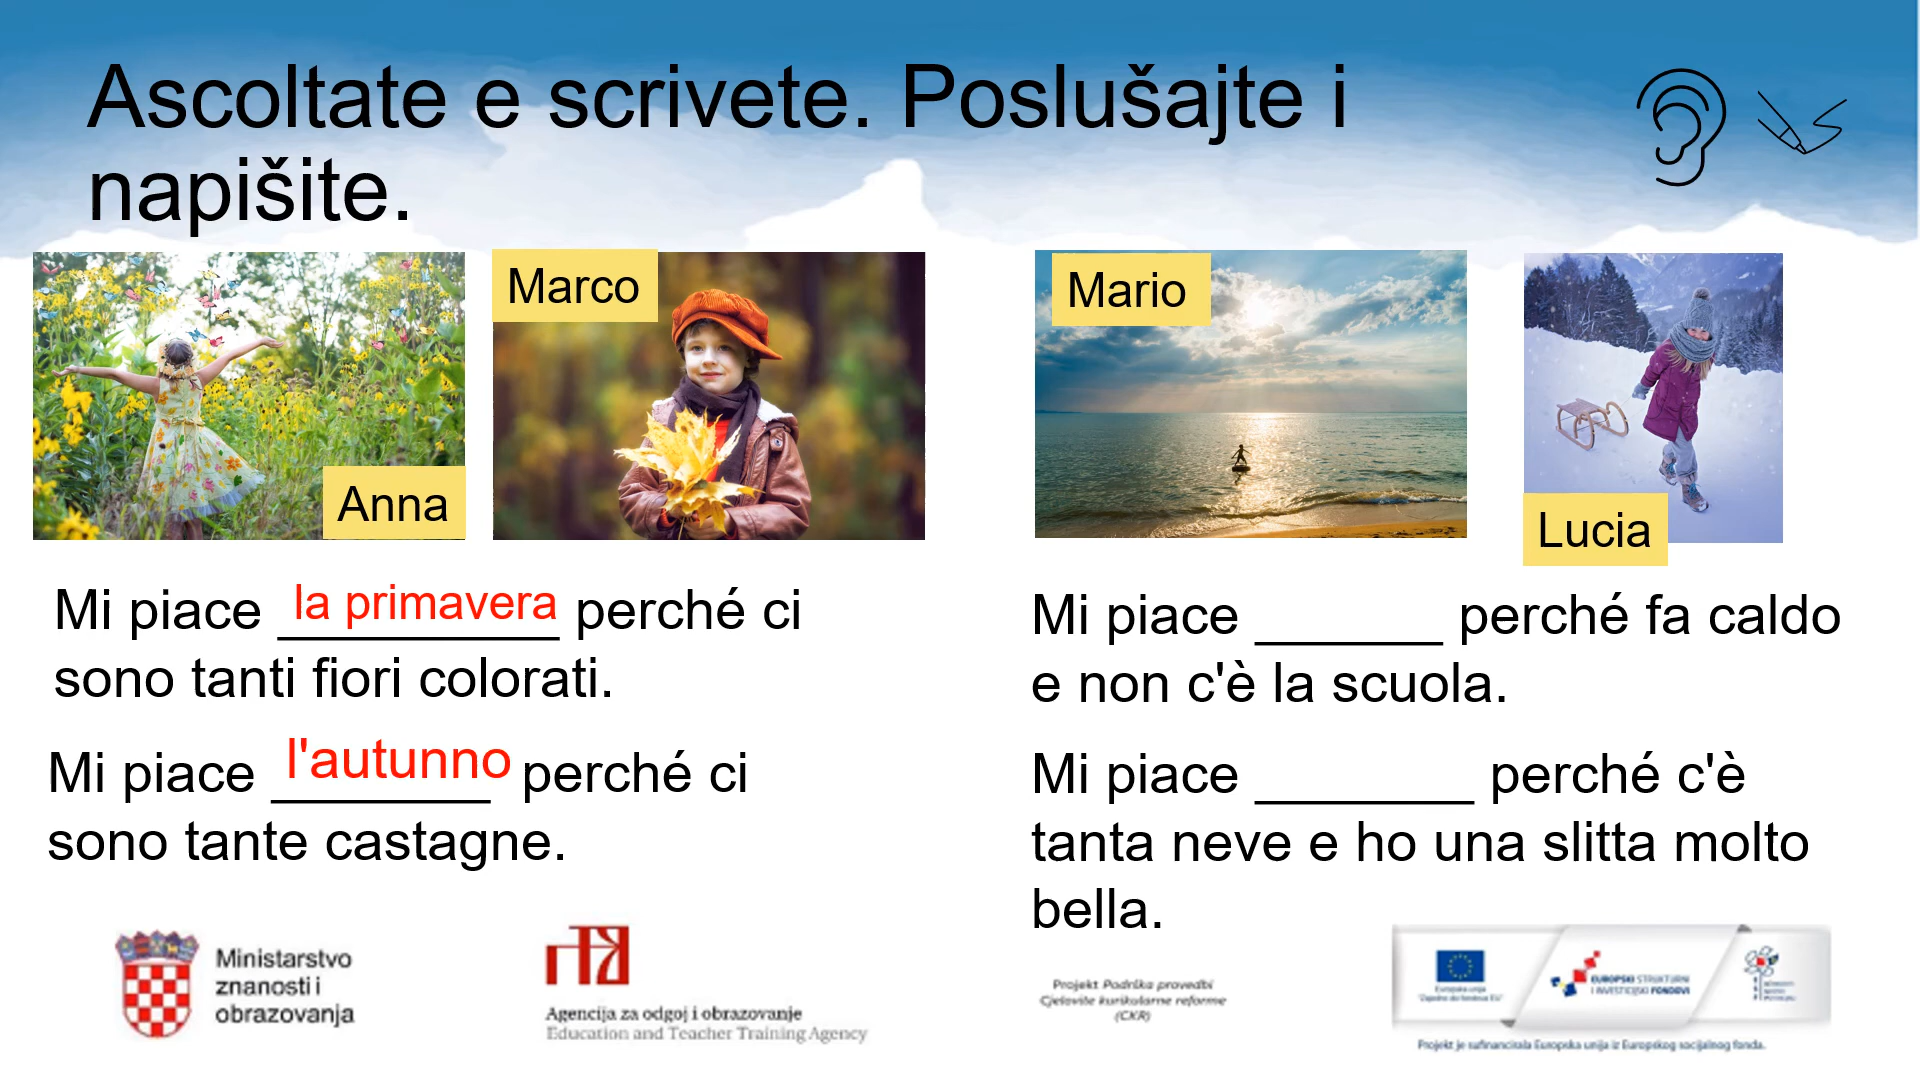 Ascoltate e scrivete. Poslušajte i
napišite.
Anna
Marco
Mario
Lucia
Mi piace la primavera perché ci
sono tanti fiori colorati.
Mi piace l'autunno perché ci
sono tante castagne.
Mi piace ______ perché fa caldo
e non c'è la scuola.
Mi piace _______ perché c'è
tanta neve e ho una slitta molto
bella.
Ministarstvo
znanosti i
obrazovanja
Agencija za odgoj i obrazovanje
Education and Teacher Training Agency
Projekt Podrška provedbi
Cjelovite kurikularne reforme
(CKR)
Europska unija
"Zajedno do fondova EU"
EUROPSKI STRUKTURNI
I INVESTICIJSKI FONDOVI
Projekt je sufinancirala Europska unija iz Europskog socijalnog fonda.